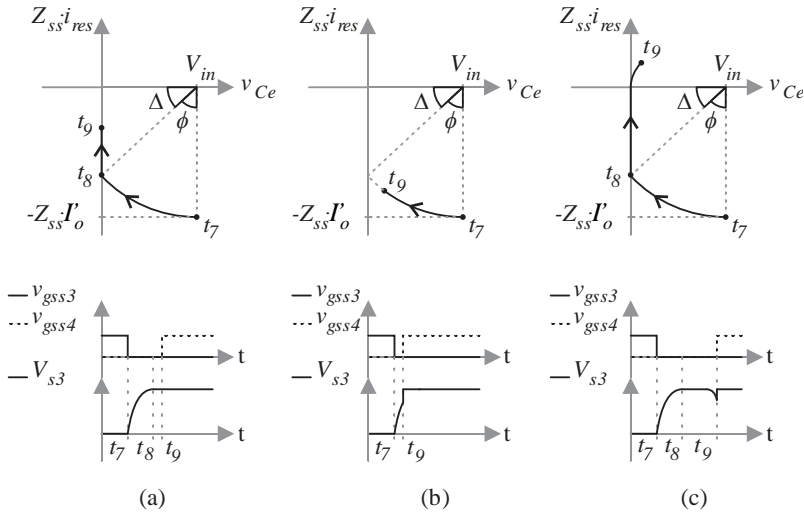 Z_ss·i_res
V_in
v_Ce
Δ
ϕ
t_9
t_8
-Z_ss·I'_o
t_7
v_gss3
v_gss4
t
V_s3
t
t_7 t_8 t_9
(a)
Z_ss·i_res
V_in
v_Ce
Δ
ϕ
t_9
-Z_ss·I'_o
t_7
v_gss3
v_gss4
t
V_s3
t
t_7 t_9
(b)
Z_ss·i_res
t_9
V_in
v_Ce
Δ
ϕ
t_8
-Z_ss·I'_o
t_7
v_gss3
v_gss4
t
V_s3
t
t_7 t_8 t_9
(c)